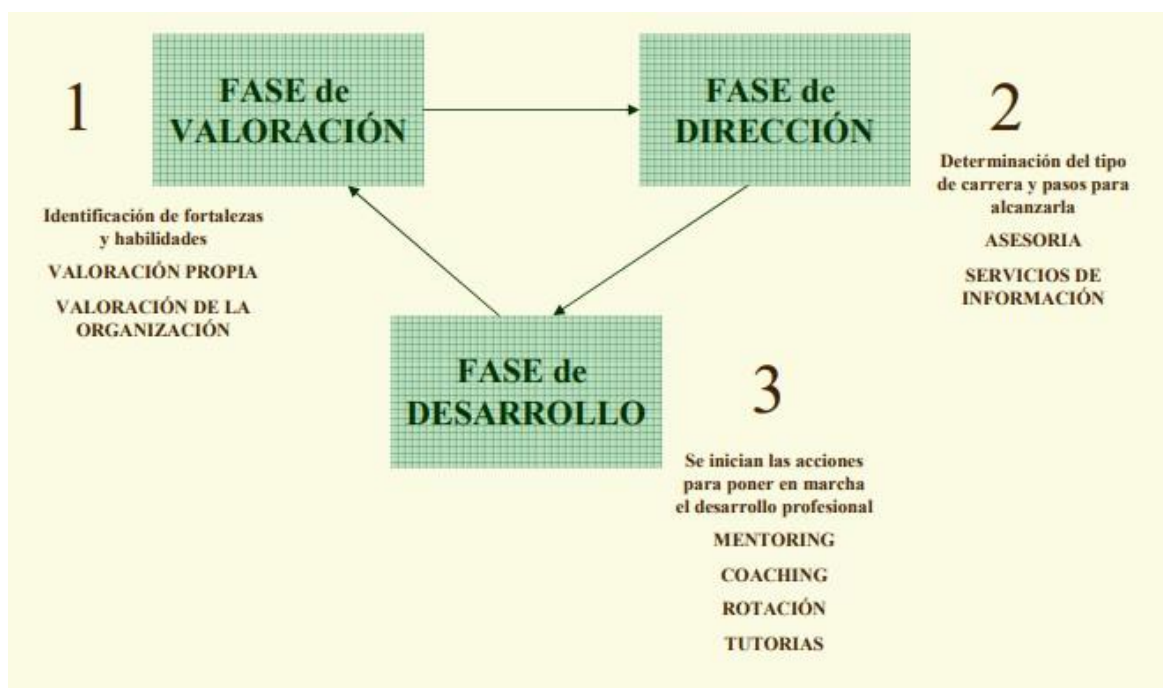 1
FASE de
VALORACIÓN
Identificación de fortalezas
y habilidades
VALORACIÓN PROPIA
VALORACIÓN DE LA
ORGANIZACIÓN
FASE de
DIRECCIÓN
2
Determinación del tipo
de carrera y pasos para
alcanzarla
ASESORIA
SERVICIOS DE
INFORMACIÓN
FASE de
DESARROLLO
3
Se inician las acciones
para poner en marcha
el desarrollo profesional
MENTORING
COACHING
ROTACIÓN
TUTORIAS